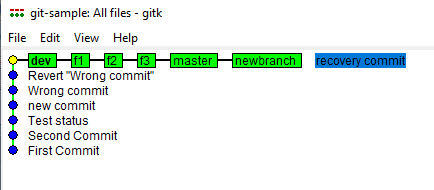 git-sample: All files - gitk
File Edit View Help
dev f1 f2 f3 master newbranch recovery commit
Revert "Wrong commit"
Wrong commit
new commit
Test status
Second Commit
First Commit